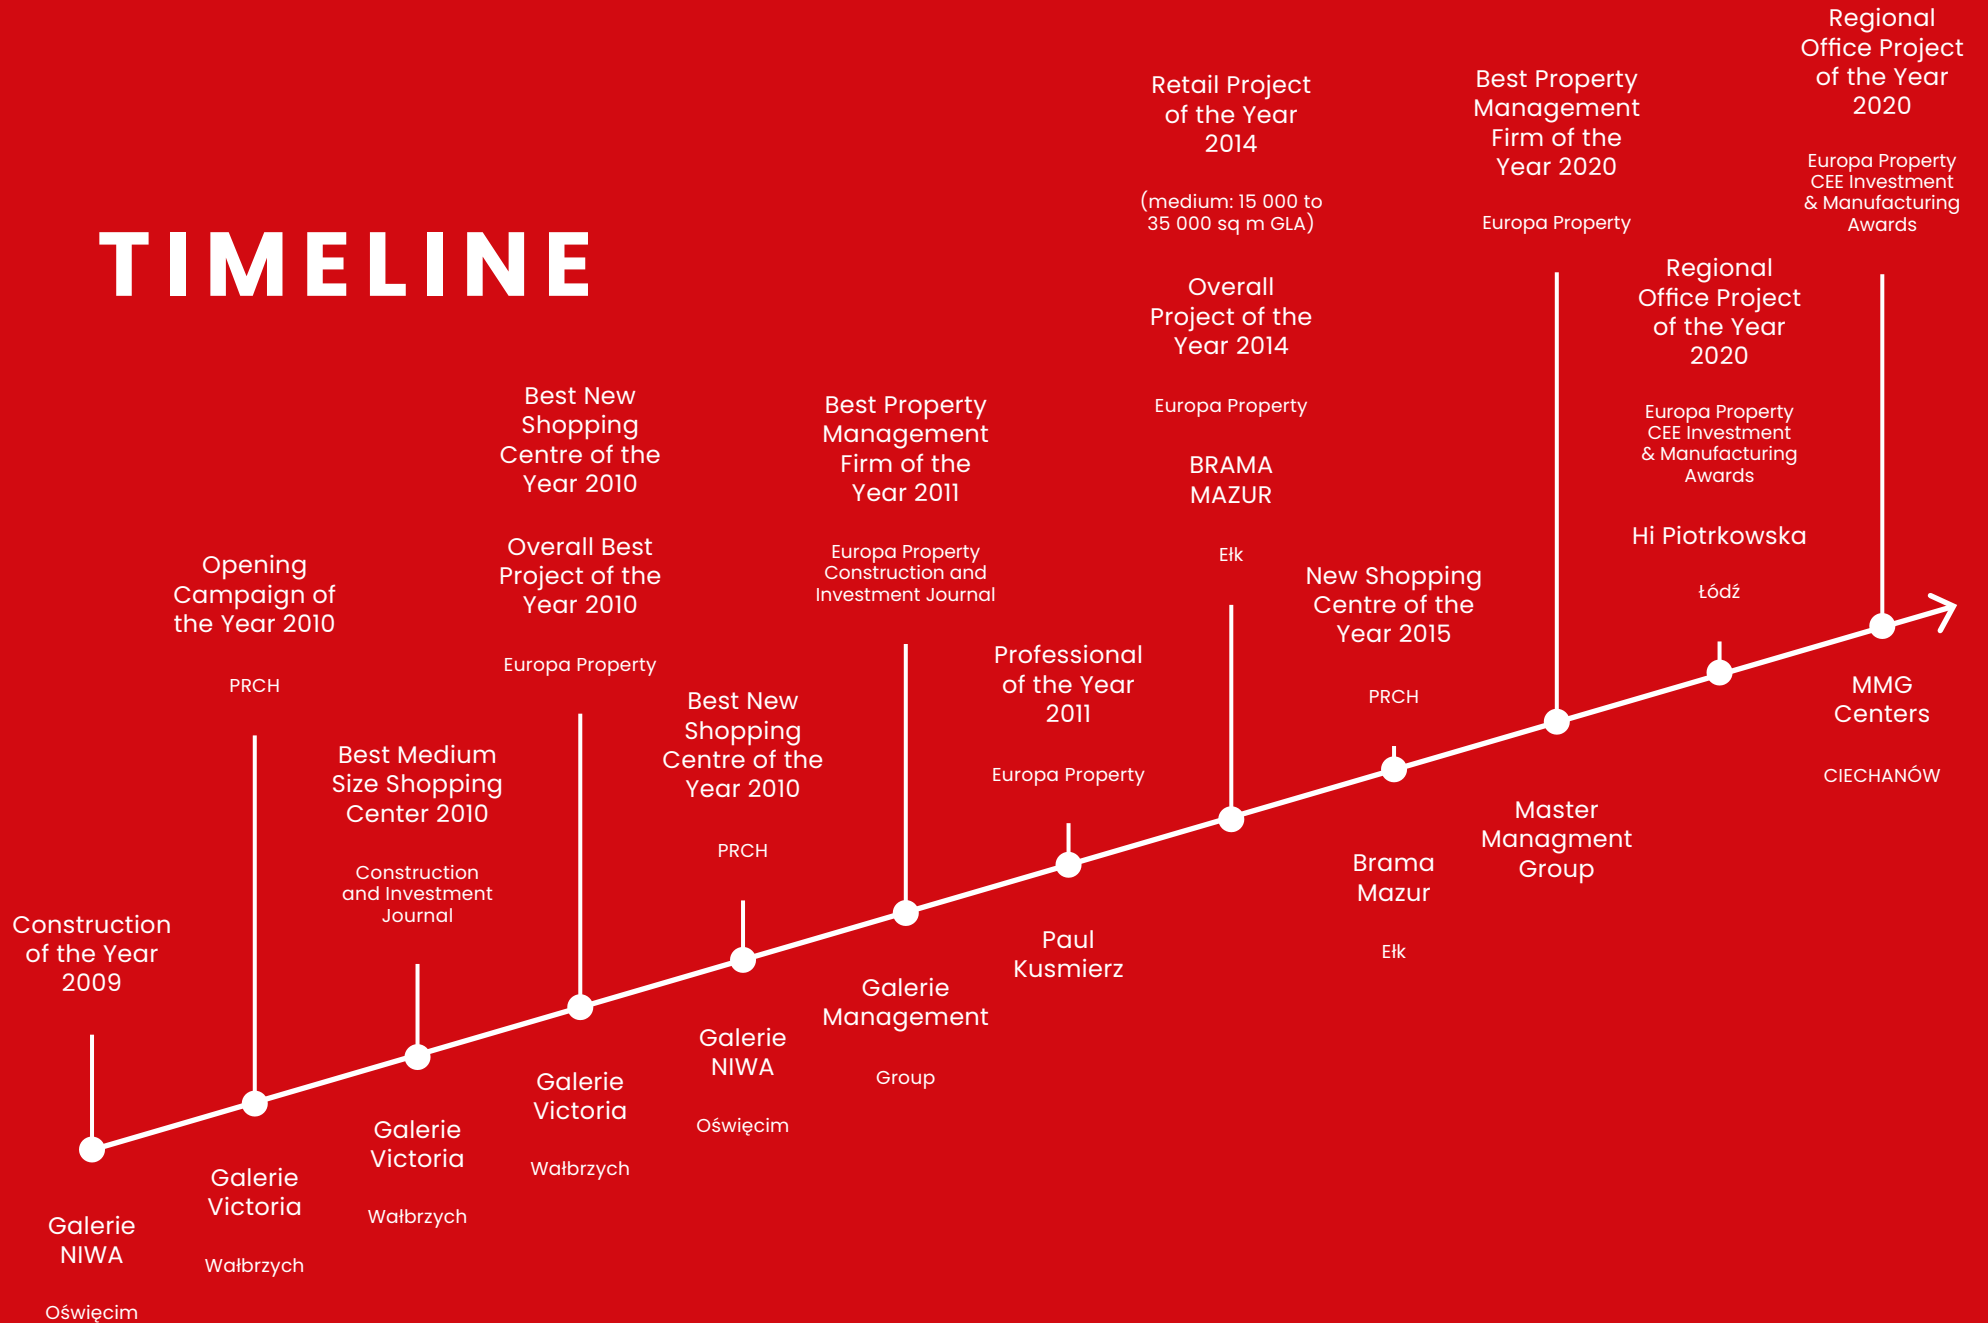 TIMELINE
Construction
of the Year
2009
Galerie
NIWA
Oświęcim
Opening
Campaign of
the Year 2010
PRCH
Galerie
Victoria
Wałbrzych
Best Medium
Size Shopping
Center 2010
Construction
and Investment
Journal
Galerie
Victoria
Wałbrzych
Best New
Shopping
Centre of the
Year 2010
Overall Best
Project of the
Year 2010
Europa Property
Galerie
Victoria
Wałbrzych
Best New
Shopping
Centre of the
Year 2010
PRCH
Galerie
NIWA
Oświęcim
Best Property
Management
Firm of the
Year 2011
Europa Property
Construction and
Investment Journal
Galerie
Management
Group
Professional
of the Year
2011
Europa Property
Paul
Kusmierz
Retail Project
of the Year
2014
(medium: 15 000 to
35 000 sq m GLA)
Overall
Project of the
Year 2014
Europa Property
BRAMA
MAZUR
Ełk
New Shopping
Centre of the
Year 2015
PRCH
Brama
Mazur
Ełk
Best Property
Management
Firm of the
Year 2020
Europa Property
Master
Managment
Group
Regional
Office Project
of the Year
2020
Europa Property
CEE Investment
& Manufacturing
Awards
Hi Piotrkowska
Łódź
Regional
Office Project
of the Year
2020
Europa Property
CEE Investment
& Manufacturing
Awards
MMG
Centers
CIECHANÓW